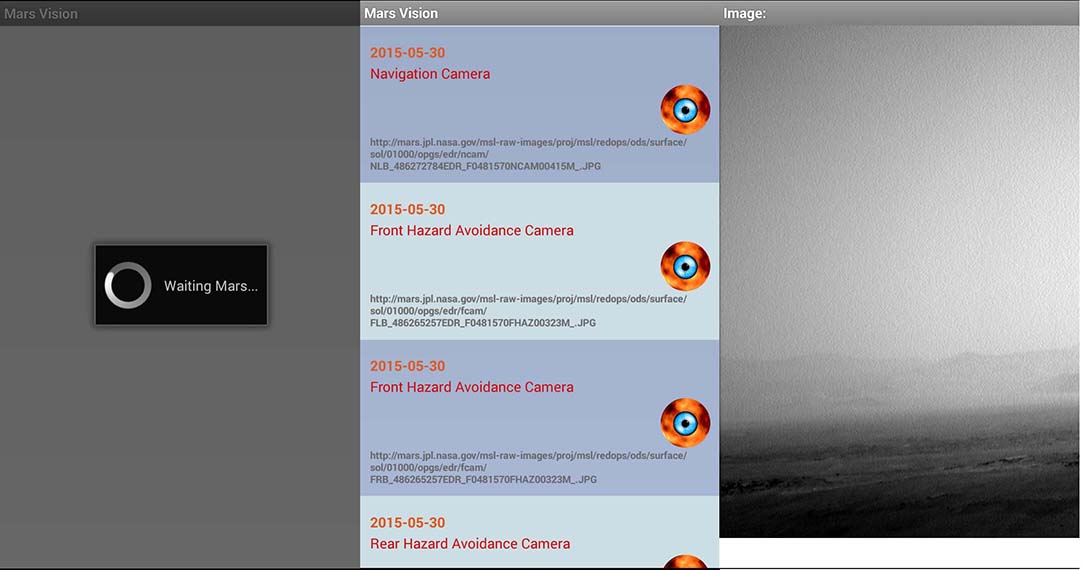 Mars Vision
Waiting Mars...
Mars Vision
2015-05-30
Navigation Camera
http://mars.jpl.nasa.gov/msl-raw-images/proj/msl/redops/ods/surface/
sol/01000/opgs/edr/ncam/
NLB_486272784EDR_F0481570NCAM00415M_.JPG
2015-05-30
Front Hazard Avoidance Camera
http://mars.jpl.nasa.gov/msl-raw-images/proj/msl/redops/ods/surface/
sol/01000/opgs/edr/fcam/
FLB_486265257EDR_F0481570FHAZ00323M_.JPG
2015-05-30
Front Hazard Avoidance Camera
http://mars.jpl.nasa.gov/msl-raw-images/proj/msl/redops/ods/surface/
sol/01000/opgs/edr/fcam/
FRB_486265257EDR_F0481570FHAZ00323M_.JPG
2015-05-30
Rear Hazard Avoidance Camera
Image: